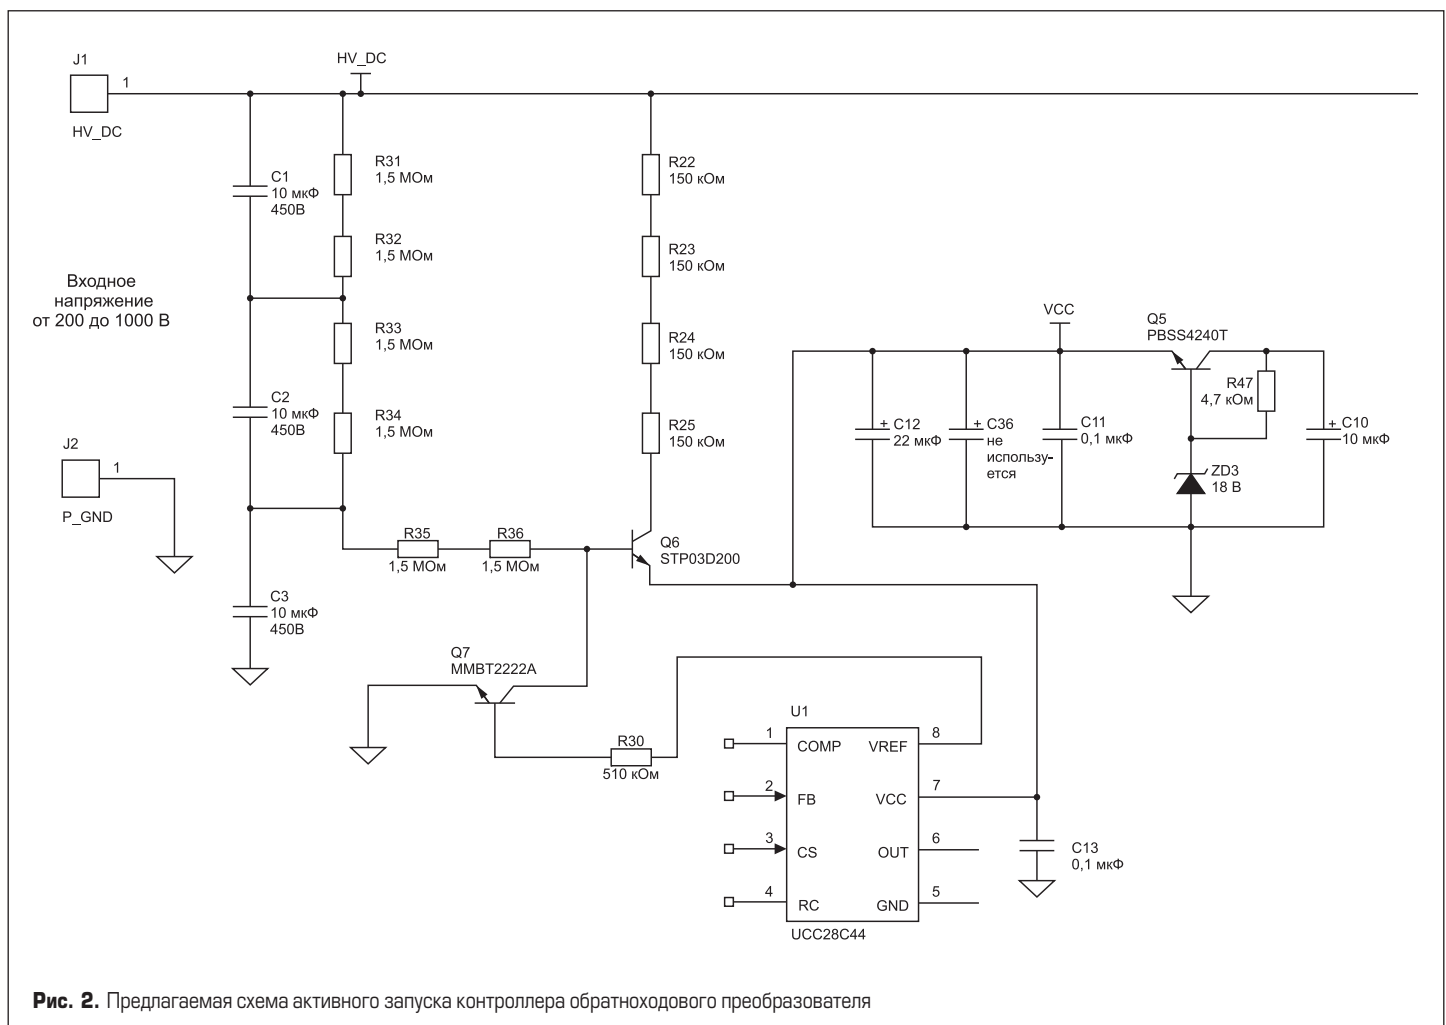 J1
1
HV_DC
HV_DC
C1
10 мкФ
450В
R31
1,5 МОм
R32
1,5 МОм
R22
150 кОм
R23
150 кОм
Входное
напряжение
от 200 до 1000 В
R33
1,5 МОм
R34
1,5 МОм
R24
150 кОм
R25
150 кОм
C2
10 мкФ
450В
J2
1
P_GND
VCC
Q5
PBSS4240T
R47
4,7 кОм
+ C12
22 мкФ
+ C36
не
использу-
ется
C11
0,1 мкФ
+ C10
10 мкФ
ZD3
18 В
R35
1,5 МОм
R36
1,5 МОм
Q6
STP03D200
C3
10 мкФ
450В
Q7
MMBT2222A
R30
510 кОм
U1
1
COMP
VREF
8
2
FB
VCC
7
3
CS
OUT
6
4
RC
GND
5
UCC28C44
C13
0,1 мкФ
Рис. 2. Предлагаемая схема активного запуска контроллера обратноходового преобразователя